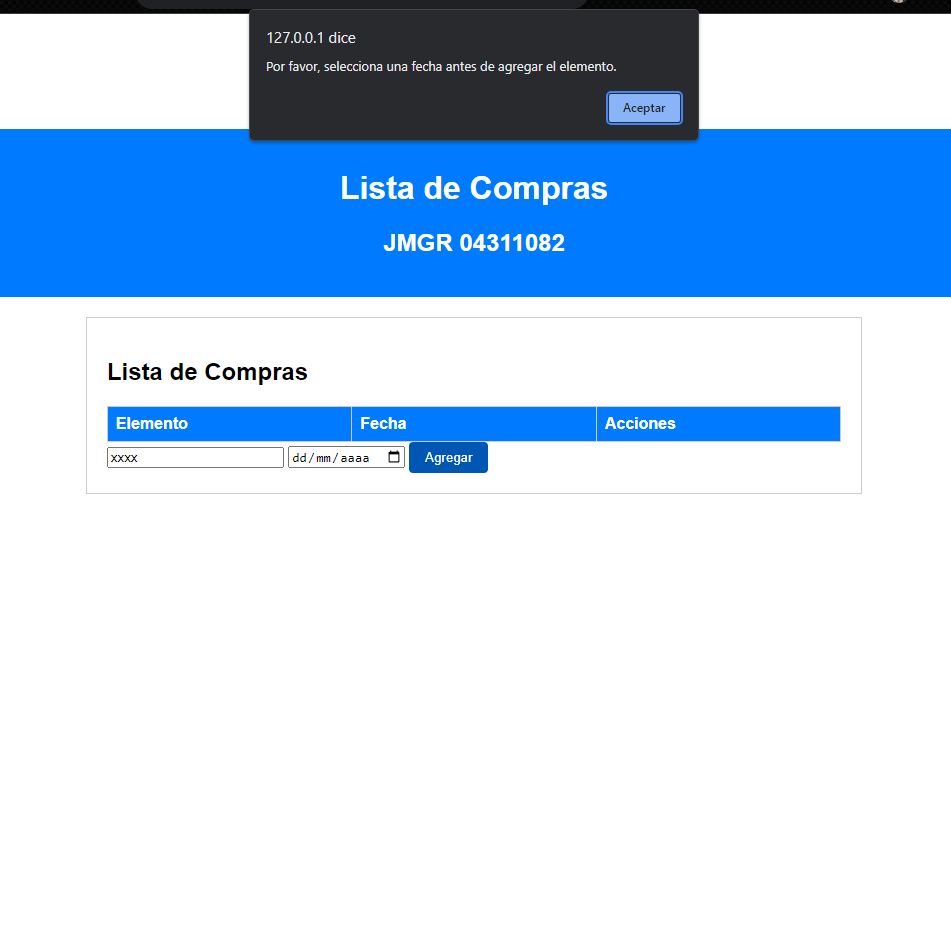 127.0.0.1 dice
Por favor, selecciona una fecha antes de agregar el elemento.
Aceptar
Lista de Compras
JMGR 04311082
Lista de Compras
Elemento Fecha Acciones
xxxx dd/mm/aaaa Agregar